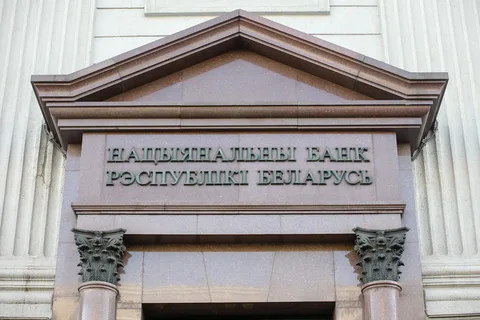 НАЦЫЯНАЛЬНЫ БАНК
РЭСПУБЛІКІ БЕЛАРУСЬ